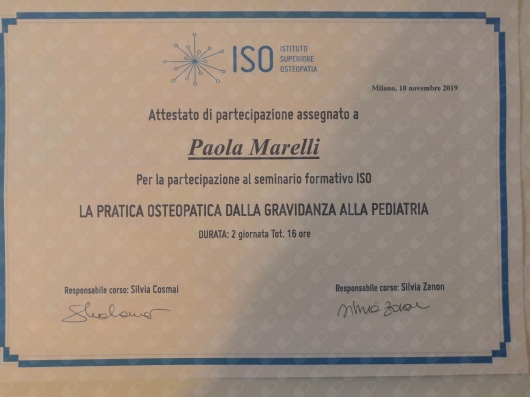 ISO
ISTITUTO
SUPERIORE
OSTEOPATIA
Milano, 10 novembre 2019
Attestato di partecipazione assegnato a
Paola Marelli
Per la partecipazione al seminario formativo ISO
LA PRATICA OSTEOPATICA DALLA GRAVIDANZA ALLA PEDIATRIA
DURATA: 2 giornata Tot. 16 ore
Responsabile corso: Silvia Cosmai
Responsabile corso: Silvia Zanon
Silvia Zanon